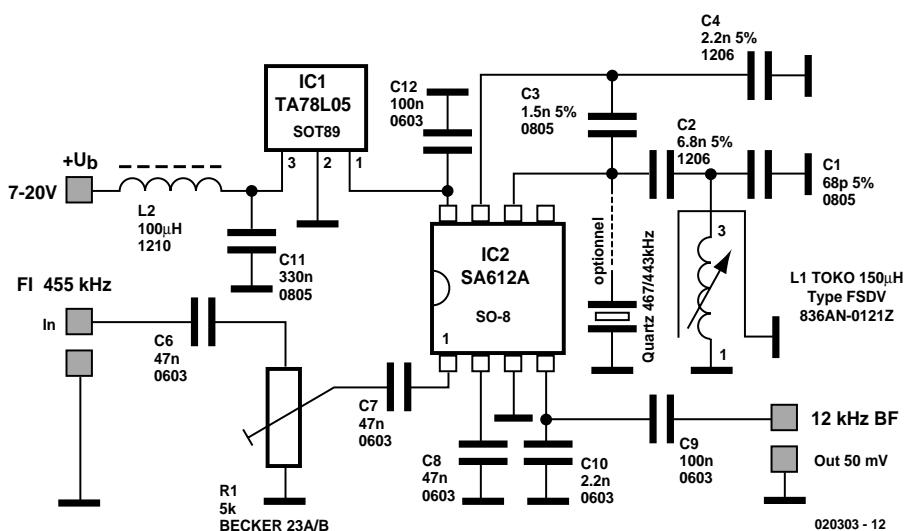 C4
2.2n 5%
1206
IC1
TA78L05
SOT89
3
2
1
C12
100n
0603
C3
1.5n 5%
0805
C2
6.8n 5%
1206
C1
68p 5%
0805
+Ub
7-20V
L2
100µH
1210
C11
330n
0805
IC2
SA612A
SO-8
1
optionnel
Quartz 467/443kHz
3
1
L1 TOKO 150µH
Type FSDV
836AN-0121Z
FI 455 kHz
In
C6
47n
0603
C7
47n
0603
R1
5k
BECKER 23A/B
C8
47n
0603
C10
2.2n
0603
C9
100n
0603
12 kHz BF
Out 50 mV
020303 - 12